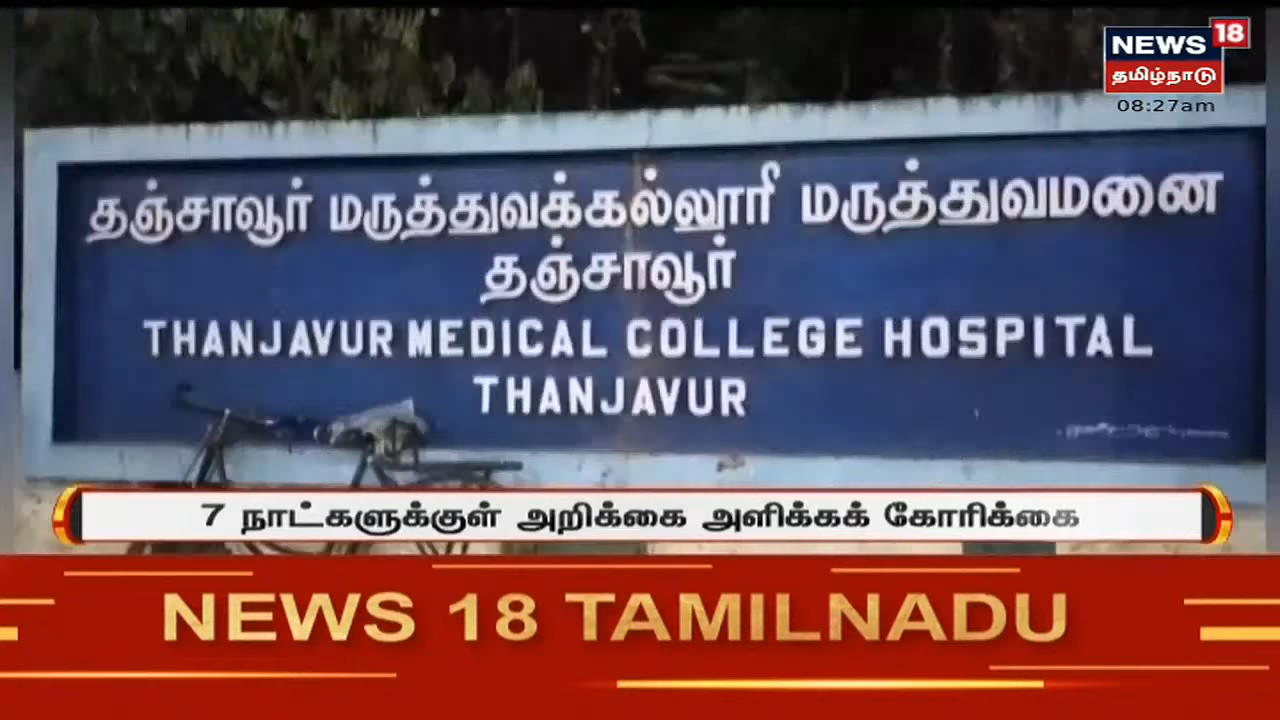 NEWS 18
தமிழ்நாடு
08:27am
தஞ்சாவூர் மருத்துவக்கல்லூரி மருத்துவமனை
தஞ்சாவூர்
THANJAVUR MEDICAL COLLEGE HOSPITAL
THANJAVUR
7 நாட்களுக்குள் அறிக்கை அளிக்கக் கோரிக்கை
NEWS 18 TAMILNADU